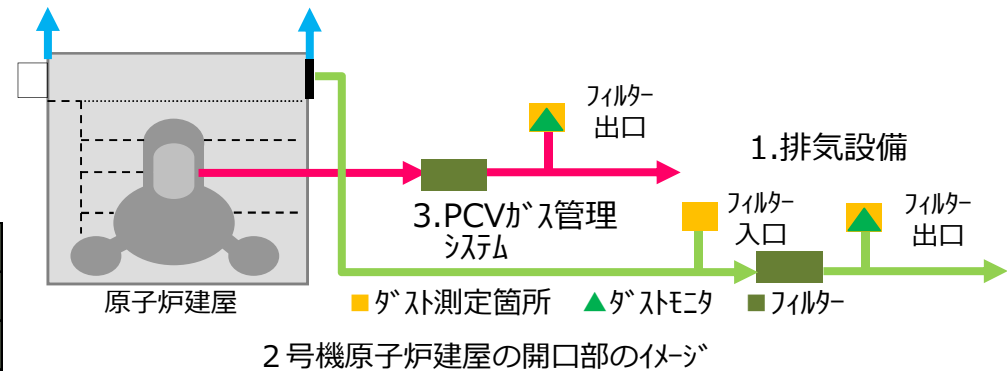 フィルター
出口
1.排気設備
3.PCVガス管理
システム
フィルター
入口
フィルター
出口
原子炉建屋
■ダスト測定箇所 ▲ダストモニタ ■フィルター
2号機原子炉建屋の開口部のイメージ